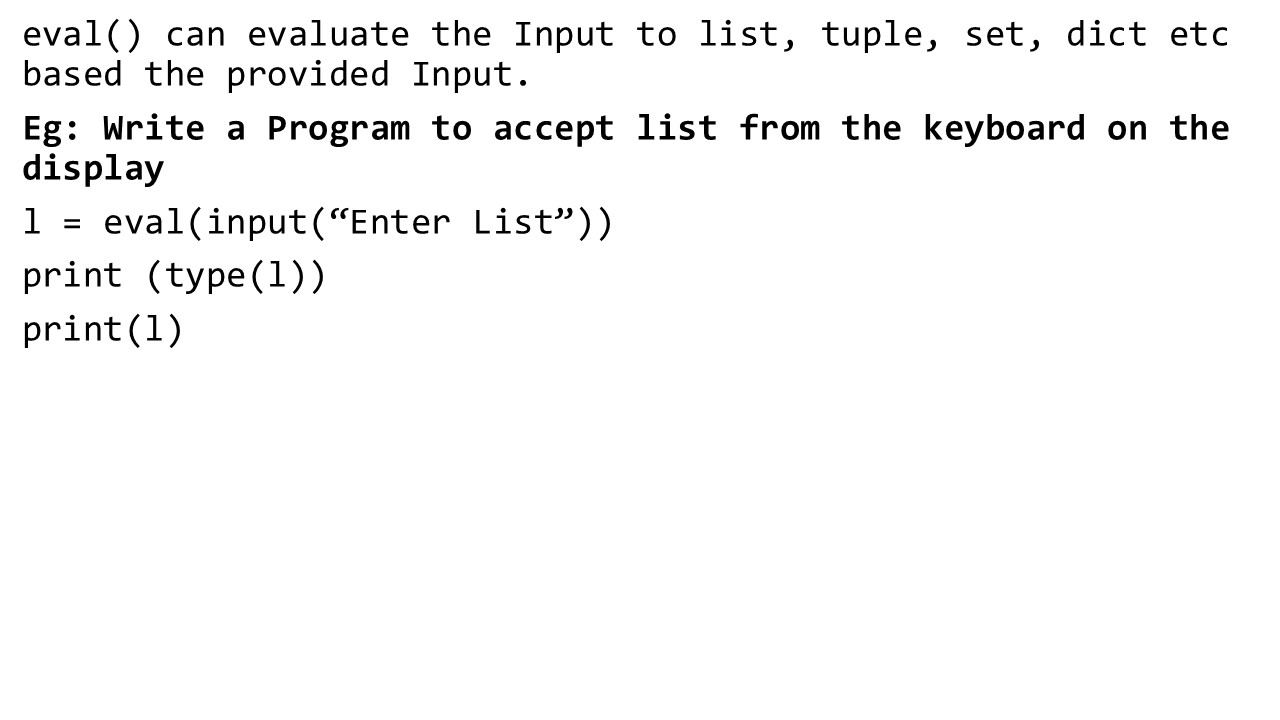 eval() can evaluate the Input to list, tuple, set, dict etc
based the provided Input.
Eg: Write a Program to accept list from the keyboard on the
display
l = eval(input(“Enter List”))
print (type(l))
print(l)